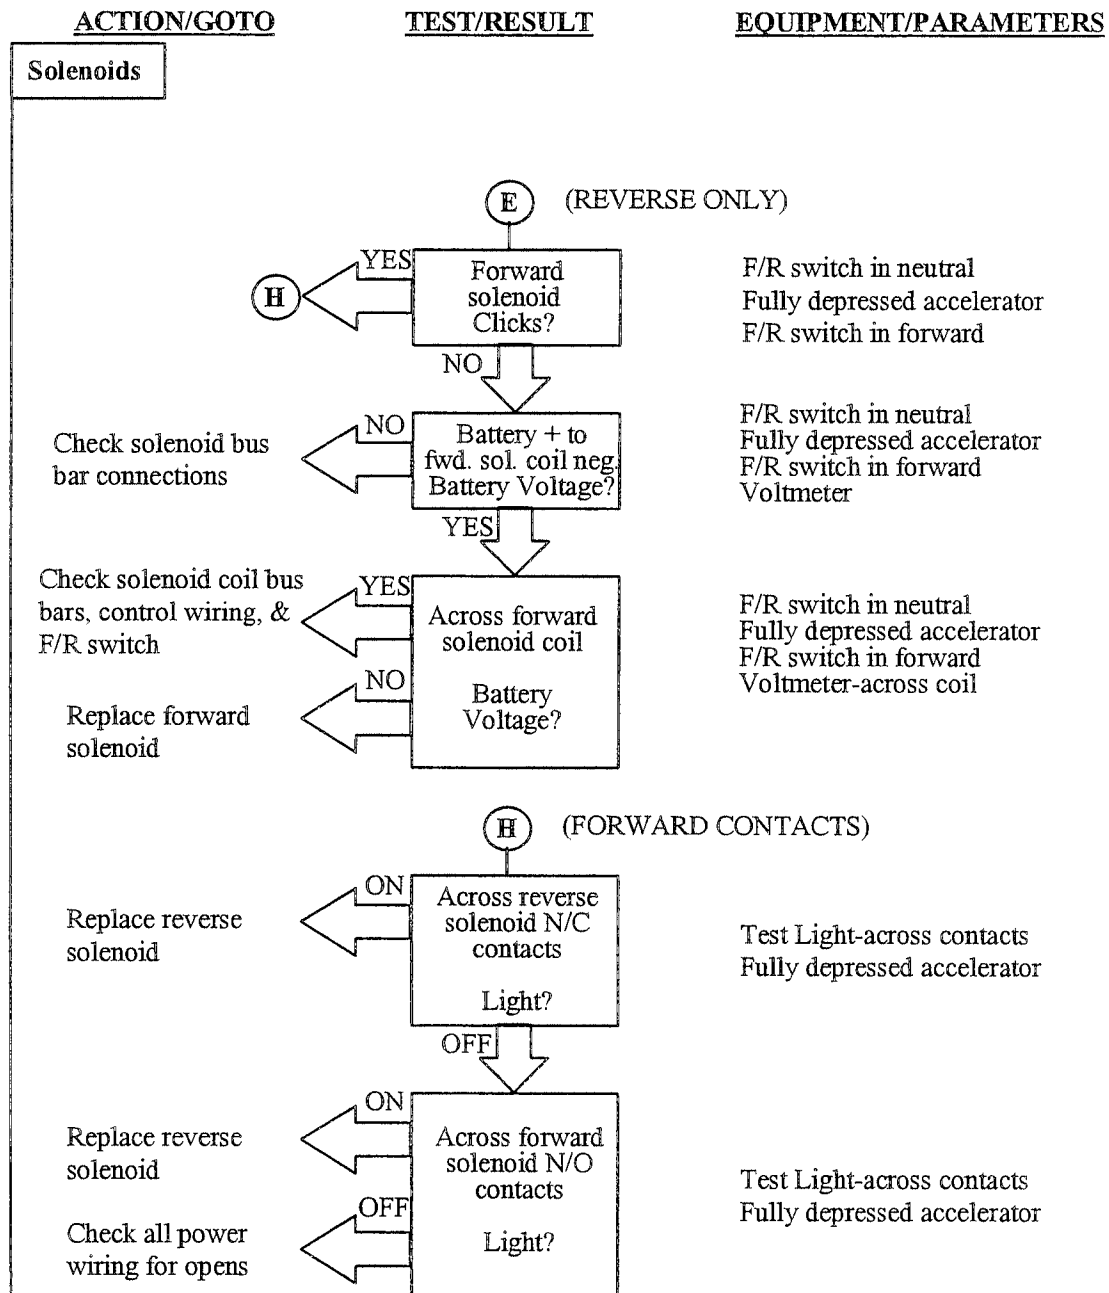 ACTION/GOTO TEST/RESULT EQUIPMENT/PARAMETERS
Solenoids
E (REVERSE ONLY)
YES
H
Forward
solenoid
Clicks?
F/R switch in neutral
Fully depressed accelerator
F/R switch in forward
NO
NO
Check solenoid bus
bar connections
Battery + to
fwd. sol. coil neg.
Battery Voltage?
F/R switch in neutral
Fully depressed accelerator
F/R switch in forward
Voltmeter
YES
YES
Check solenoid coil bus
bars, control wiring, &
F/R switch
Across forward
solenoid coil
Battery
Voltage?
F/R switch in neutral
Fully depressed accelerator
F/R switch in forward
Voltmeter-across coil
NO
Replace forward
solenoid
H (FORWARD CONTACTS)
ON
Replace reverse
solenoid
Across reverse
solenoid N/C
contacts
Light?
Test Light-across contacts
Fully depressed accelerator
OFF
ON
Replace reverse
solenoid
Across forward
solenoid N/O
contacts
Light?
Test Light-across contacts
Fully depressed accelerator
OFF
Check all power
wiring for opens